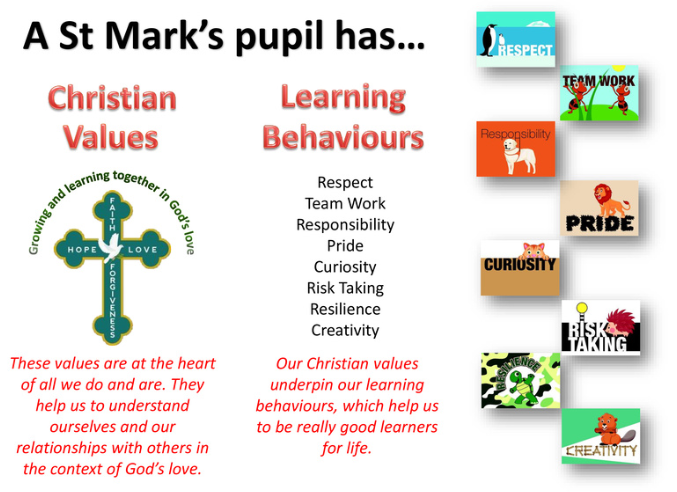 A St Mark's pupil has...
Christian
Values
Growing and learning together in God's love
FAITH
HOPE LOVE
FORGIVENESS
These values are at the heart
of all we do and are. They
help us to understand
ourselves and our
relationships with others in
the context of God's love.
Learning
Behaviours
Respect
Team Work
Responsibility
Pride
Curiosity
Risk Taking
Resilience
Creativity
Our Christian values
underpin our learning
behaviours, which help us
to be really good learners
for life.
RESPECT
TEAM WORK
Responsibility
PRIDE
CURIOSITY
RISK
TAKING
RESILIENCE
CREATIVITY